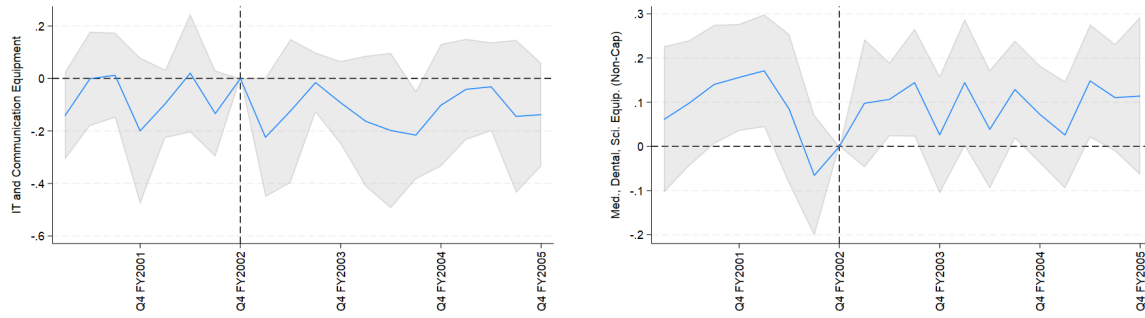 IT and Communication Equipment
.2
0
-.2
-.4
-.6
Q4 FY2001
Q4 FY2002
Q4 FY2003
Q4 FY2004
Q4 FY2005
Med., Dental, Sci. Equip. (Non-Cap)
.3
.2
.1
0
-.1
-.2
Q4 FY2001
Q4 FY2002
Q4 FY2003
Q4 FY2004
Q4 FY2005